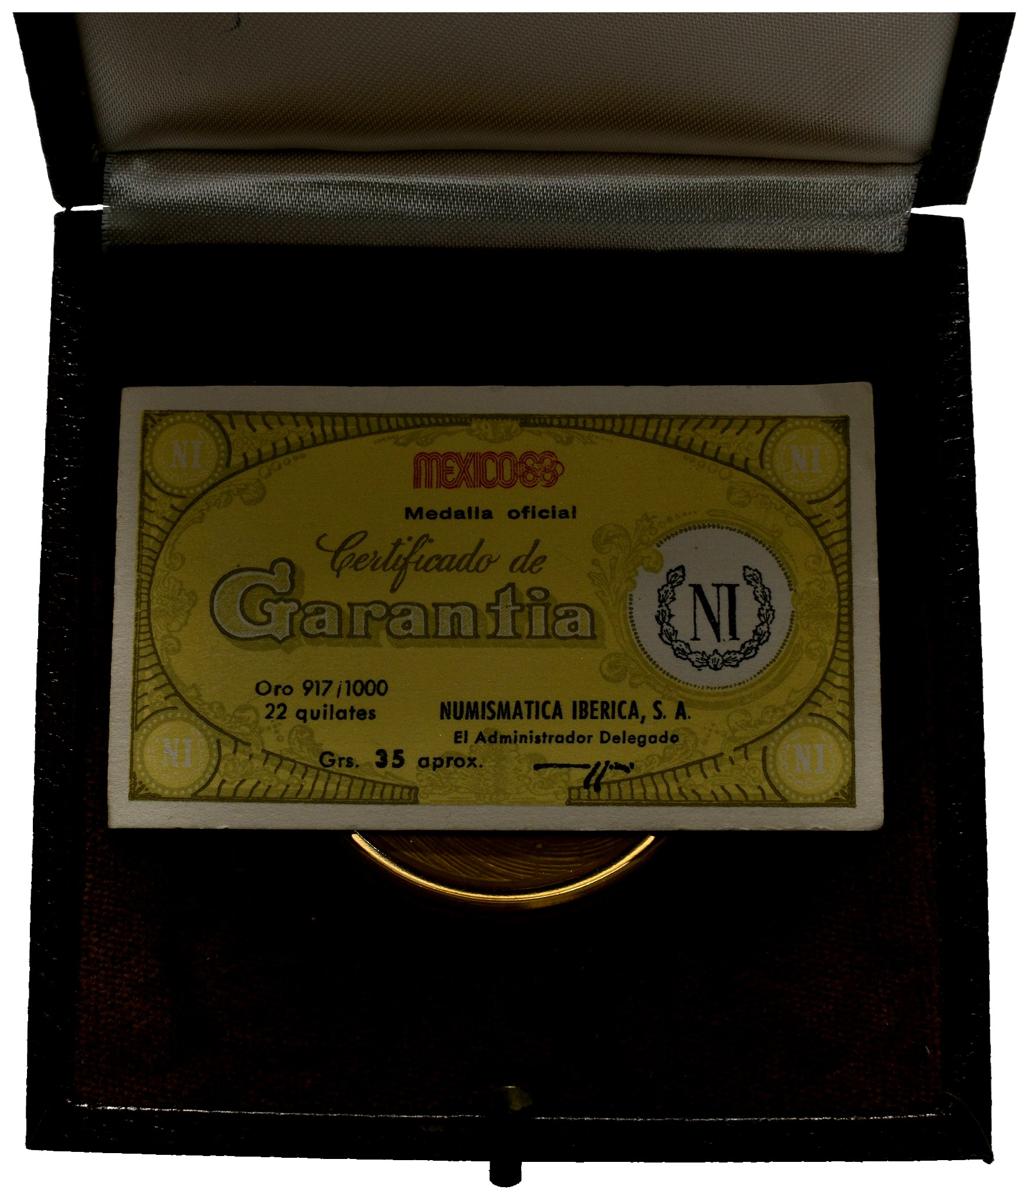 NI
NI
MEXICO68
Medalla oficial
Certificado de
Garantia
NI
Oro 917/1000
22 quilates
NUMISMATICA IBERICA, S. A.
El Administrador Delegado
Grs. 35 aprox.
NI
NI